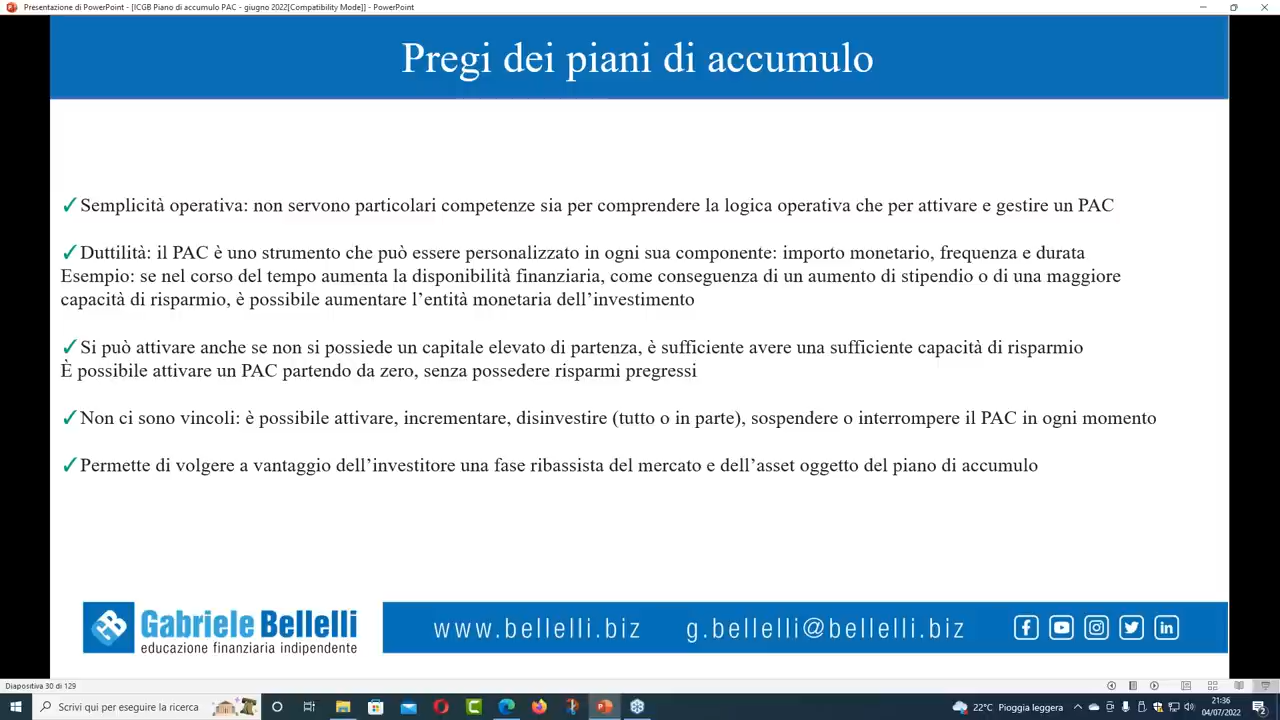 Presentazione di PowerPoint - [ICGB Piano di accumulo PAC - giugno 2022[Compatibility Mode]] - PowerPoint
Pregi dei piani di accumulo
✓Semplicità operativa: non servono particolari competenze sia per comprendere la logica operativa che per attivare e gestire un PAC
✓Duttilità: il PAC è uno strumento che può essere personalizzato in ogni sua componente: importo monetario, frequenza e durata
Esempio: se nel corso del tempo aumenta la disponibilità finanziaria, come conseguenza di un aumento di stipendio o di una maggiore
capacità di risparmio, è possibile aumentare l’entità monetaria dell’investimento
✓Si può attivare anche se non si possiede un capitale elevato di partenza, è sufficiente avere una sufficiente capacità di risparmio
È possibile attivare un PAC partendo da zero, senza possedere risparmi pregressi
✓Non ci sono vincoli: è possibile attivare, incrementare, disinvestire (tutto o in parte), sospendere o interrompere il PAC in ogni momento
✓Permette di volgere a vantaggio dell’investitore una fase ribassista del mercato e dell’asset oggetto del piano di accumulo
Gabriele Bellelli
educazione finanziaria indipendente
www.bellelli.biz g.bellelli@bellelli.biz
Diapositiva 30 di 129
Scrivi qui per eseguire la ricerca
22°C Pioggia leggera
21:36
04/07/2022
2